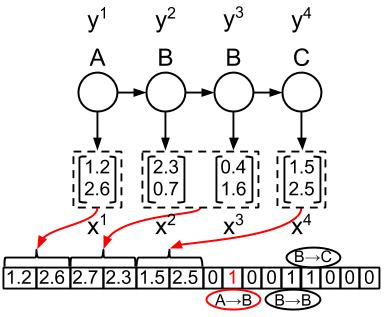 y1 y2 y3 y4
A B B C
1.2 2.3 0.4 1.5
2.6 0.7 1.6 2.5
x1 x2 x3 x4
B→C
1.2 2.6 2.7 2.3 1.5 2.5 0 1 0 0 1 1 0 0 0
A→B B→B